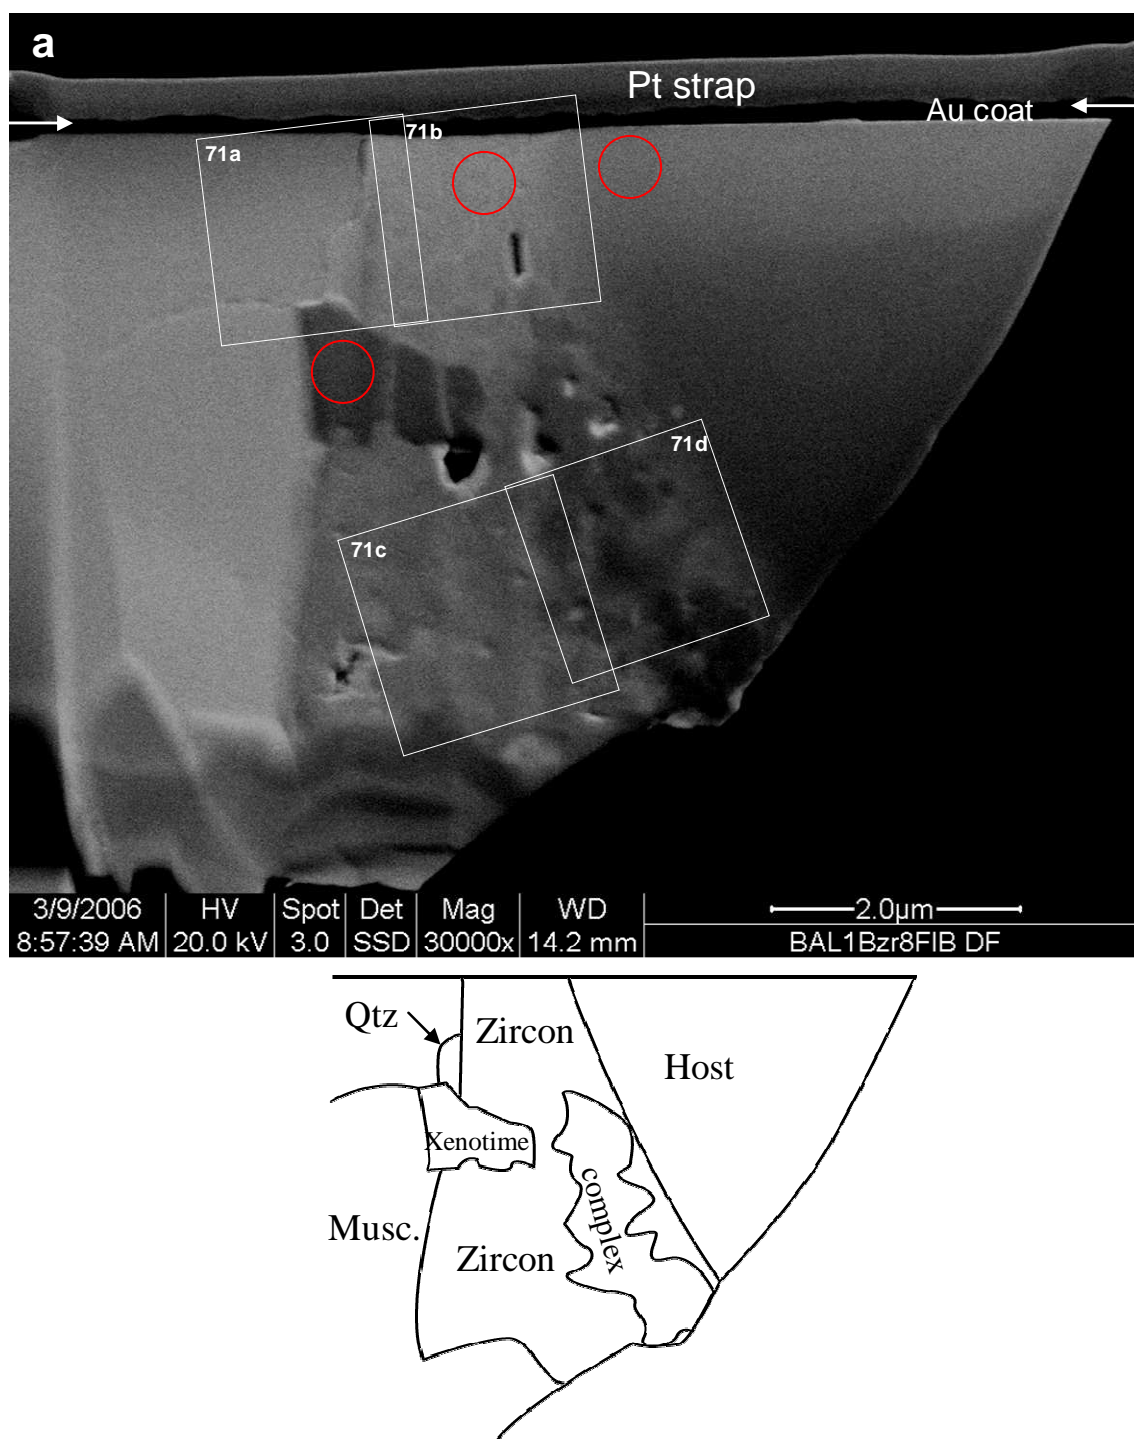 a
Pt strap
Au coat
71a
71b
71d
71c
3/9/2006 HV Spot Det Mag WD 2.0µm
8:57:39 AM 20.0 kV 3.0 SSD 30000x 14.2 mm BAL1Bzr8FIB DF
Qtz
Zircon
Host
Xenotime
complex
Musc.
Zircon